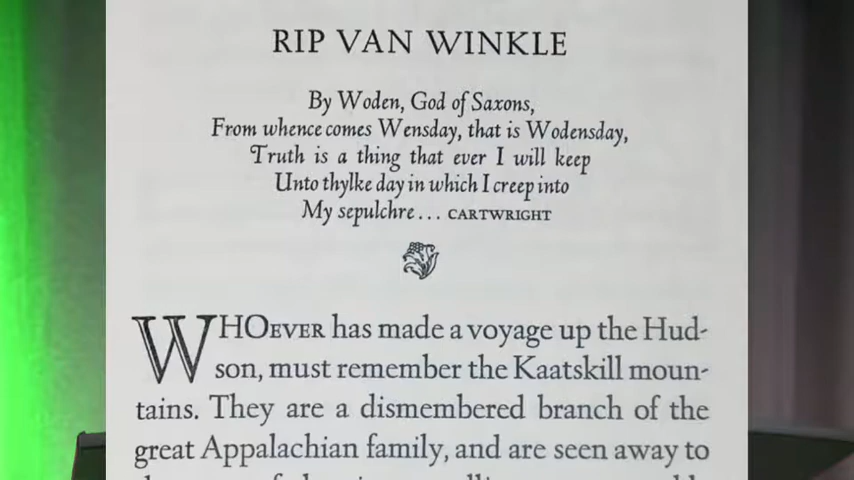 RIP VAN WINKLE
By Woden, God of Saxons,
From whence comes Wensday, that is Wodensday,
Truth is a thing that ever I will keep
Unto thylke day in which I creep into
My sepulchre... CARTWRIGHT
WHOEVER has made a voyage up the Hud-
son, must remember the Kaatskill moun-
tains. They are a dismembered branch of the
great Appalachian family, and are seen away to